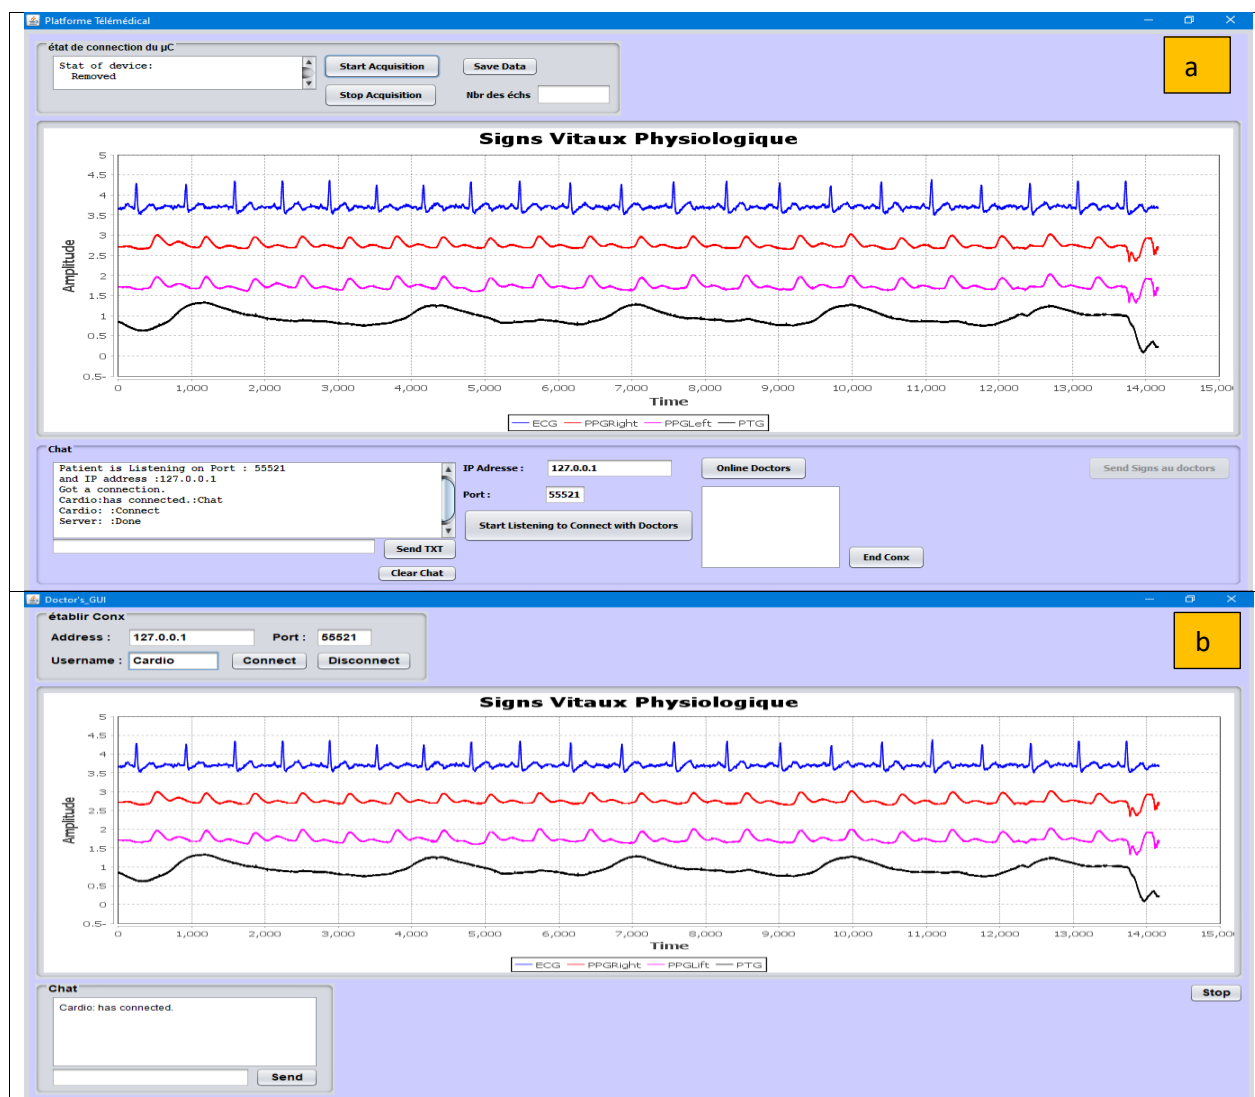 Platforme Télémédical
a
état de connection du µC
Stat of device:
Removed
Start Acquisition
Save Data
Stop Acquisition
Nbr des échs
Signs Vitaux Physiologique
Amplitude
5
4.5
4
3.5
3
2.5
2
1.5
1
0.5
0
0.5-
0 1,000 2,000 3,000 4,000 5,000 6,000 7,000 8,000 9,000 10,000 11,000 12,000 13,000 14,000 15,00
Time
ECG PPGRight PPGLeft PTG
Chat
Patient is Listening on Port : 55521
and IP address :127.0.0.1
Got a connection.
Cardio:has connected.:Chat
Cardio: :Connect
Server: :Done
Send TXT
Clear Chat
IP Adresse : 127.0.0.1
Port : 55521
Start Listening to Connect with Doctors
Online Doctors
End Conx
Send Signs au doctors
Doctor's_GUI
b
établir Conx
Address : 127.0.0.1 Port : 55521
Username : Cardio Connect Disconnect
Signs Vitaux Physiologique
Amplitude
5
4.5
4
3.5
3
2.5
2
1.5
1
0.5
0
0.5-
0 1,000 2,000 3,000 4,000 5,000 6,000 7,000 8,000 9,000 10,000 11,000 12,000 13,000 14,000 15,00
Time
ECG PPGRight PPGLift PTG
Chat
Cardio: has connected.
Send
Stop